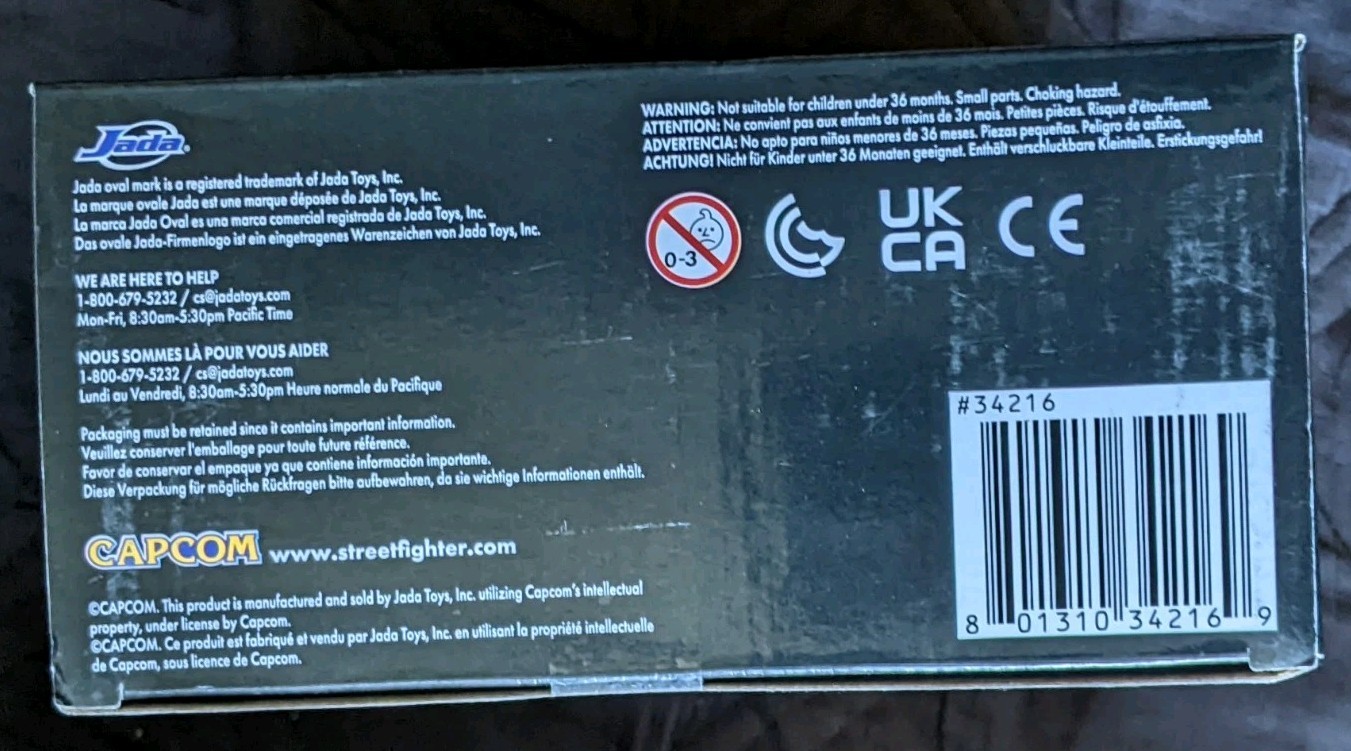 Jada®
Jada oval mark is a registered trademark of Jada Toys, Inc.
La marque ovale Jada est une marque déposée de Jada Toys, Inc.
La marca Jada Oval es una marca comercial registrada de Jada Toys, Inc.
Das ovale Jada-Firmenlogo ist ein eingetragenes Warenzeichen von Jada Toys, Inc.
WE ARE HERE TO HELP
1-800-679-5232 / cs@jadatoys.com
Mon-Fri, 8:30am-5:30pm Pacific Time
NOUS SOMMES LÀ POUR VOUS AIDER
1-800-679-5232 / cs@jadatoys.com
Lundi au Vendredi, 8:30am-5:30pm Heure normale du Pacifique
Packaging must be retained since it contains important information.
Veuillez conserver l'emballage pour toute future référence.
Favor de conservar el empaque ya que contiene información importante.
Diese Verpackung für mögliche Rückfragen bitte aufbewahren, da sie wichtige Informationen enthält.
CAPCOM www.streetfighter.com
©CAPCOM. This product is manufactured and sold by Jada Toys, Inc. utilizing Capcom's intellectual
property, under license by Capcom.
©CAPCOM. Ce produit est fabriqué et vendu par Jada Toys, Inc. en utilisant la propriété intellectuelle
de Capcom, sous licence de Capcom.
WARNING: Not suitable for children under 36 months. Small parts. Choking hazard.
ATTENTION: Ne convient pas aux enfants de moins de 36 mois. Petites pièces. Risque d'étouffement.
ADVERTENCIA: No apto para niños menores de 36 meses. Piezas pequeñas. Peligro de asfixia.
ACHTUNG! Nicht für Kinder unter 36 Monaten geeignet. Enthält verschluckbare Kleinteile. Erstickungsgefahr!
0-3
UK
CA
CE
#34216
8 01310 34216 9